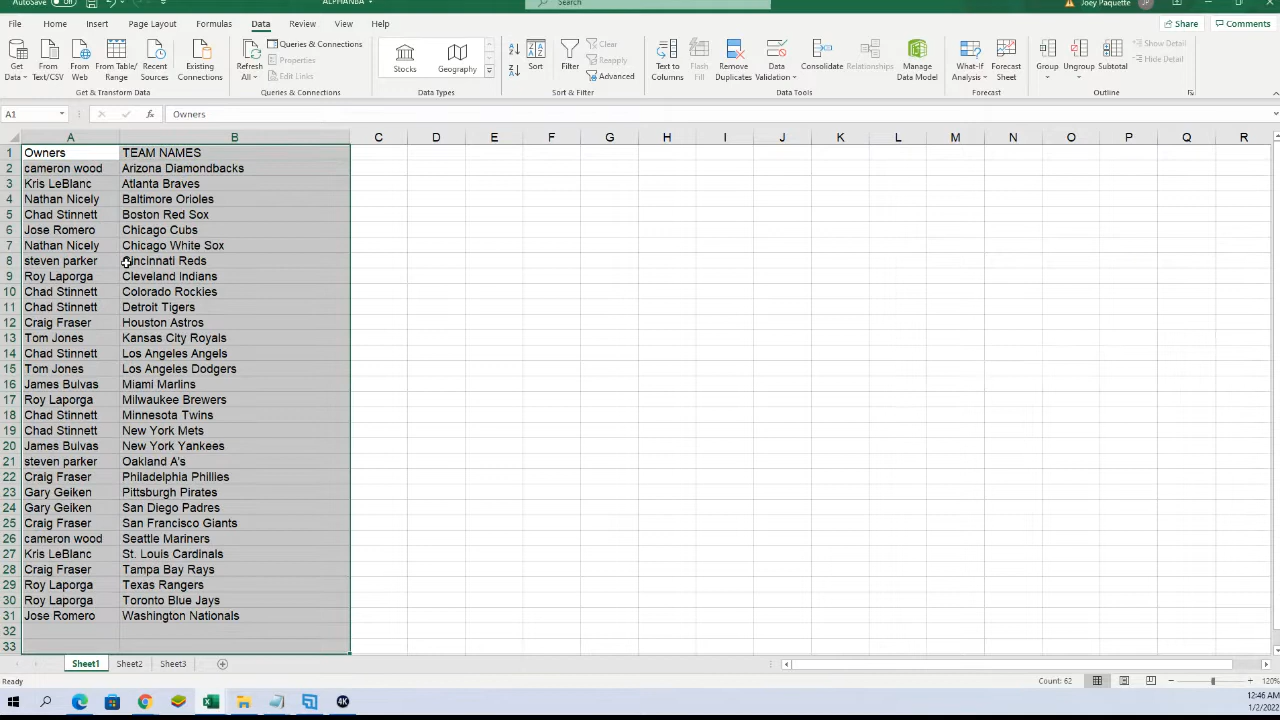 AutoSave Off ALPHANBA Search Joey Paquette JP
File Home Insert Page Layout Formulas Data Review View Help Share Comments
Get Data From Text/CSV From Web From Table/Range Recent Sources Existing Connections
Get & Transform Data
Refresh All Queries & Connections Properties Edit Links
Queries & Connections
Stocks Geography
Data Types
Sort Filter Clear Reapply Advanced
Sort & Filter
Text to Columns Flash Fill Remove Duplicates Data Validation Consolidate Relationships Manage Data Model
Data Tools
What-If Analysis Forecast Sheet
Forecast
Group Ungroup Subtotal Show Detail Hide Detail
Outline
A1 fx Owners
A B C D E F G H I J K L M N O P Q R
1 Owners TEAM NAMES
2 cameron wood Arizona Diamondbacks
3 Kris LeBlanc Atlanta Braves
4 Nathan Nicely Baltimore Orioles
5 Chad Stinnett Boston Red Sox
6 Jose Romero Chicago Cubs
7 Nathan Nicely Chicago White Sox
8 steven parker Cincinnati Reds
9 Roy Laporga Cleveland Indians
10 Chad Stinnett Colorado Rockies
11 Chad Stinnett Detroit Tigers
12 Craig Fraser Houston Astros
13 Tom Jones Kansas City Royals
14 Chad Stinnett Los Angeles Angels
15 Tom Jones Los Angeles Dodgers
16 James Bulvas Miami Marlins
17 Roy Laporga Milwaukee Brewers
18 Chad Stinnett Minnesota Twins
19 Chad Stinnett New York Mets
20 James Bulvas New York Yankees
21 steven parker Oakland A's
22 Craig Fraser Philadelphia Phillies
23 Gary Geiken Pittsburgh Pirates
24 Gary Geiken San Diego Padres
25 Craig Fraser San Francisco Giants
26 cameron wood Seattle Mariners
27 Kris LeBlanc St. Louis Cardinals
28 Craig Fraser Tampa Bay Rays
29 Roy Laporga Texas Rangers
30 Roy Laporga Toronto Blue Jays
31 Jose Romero Washington Nationals
32
33
Sheet1 Sheet2 Sheet3
Ready Count: 62 120%
4K 12:46 AM
1/2/2022